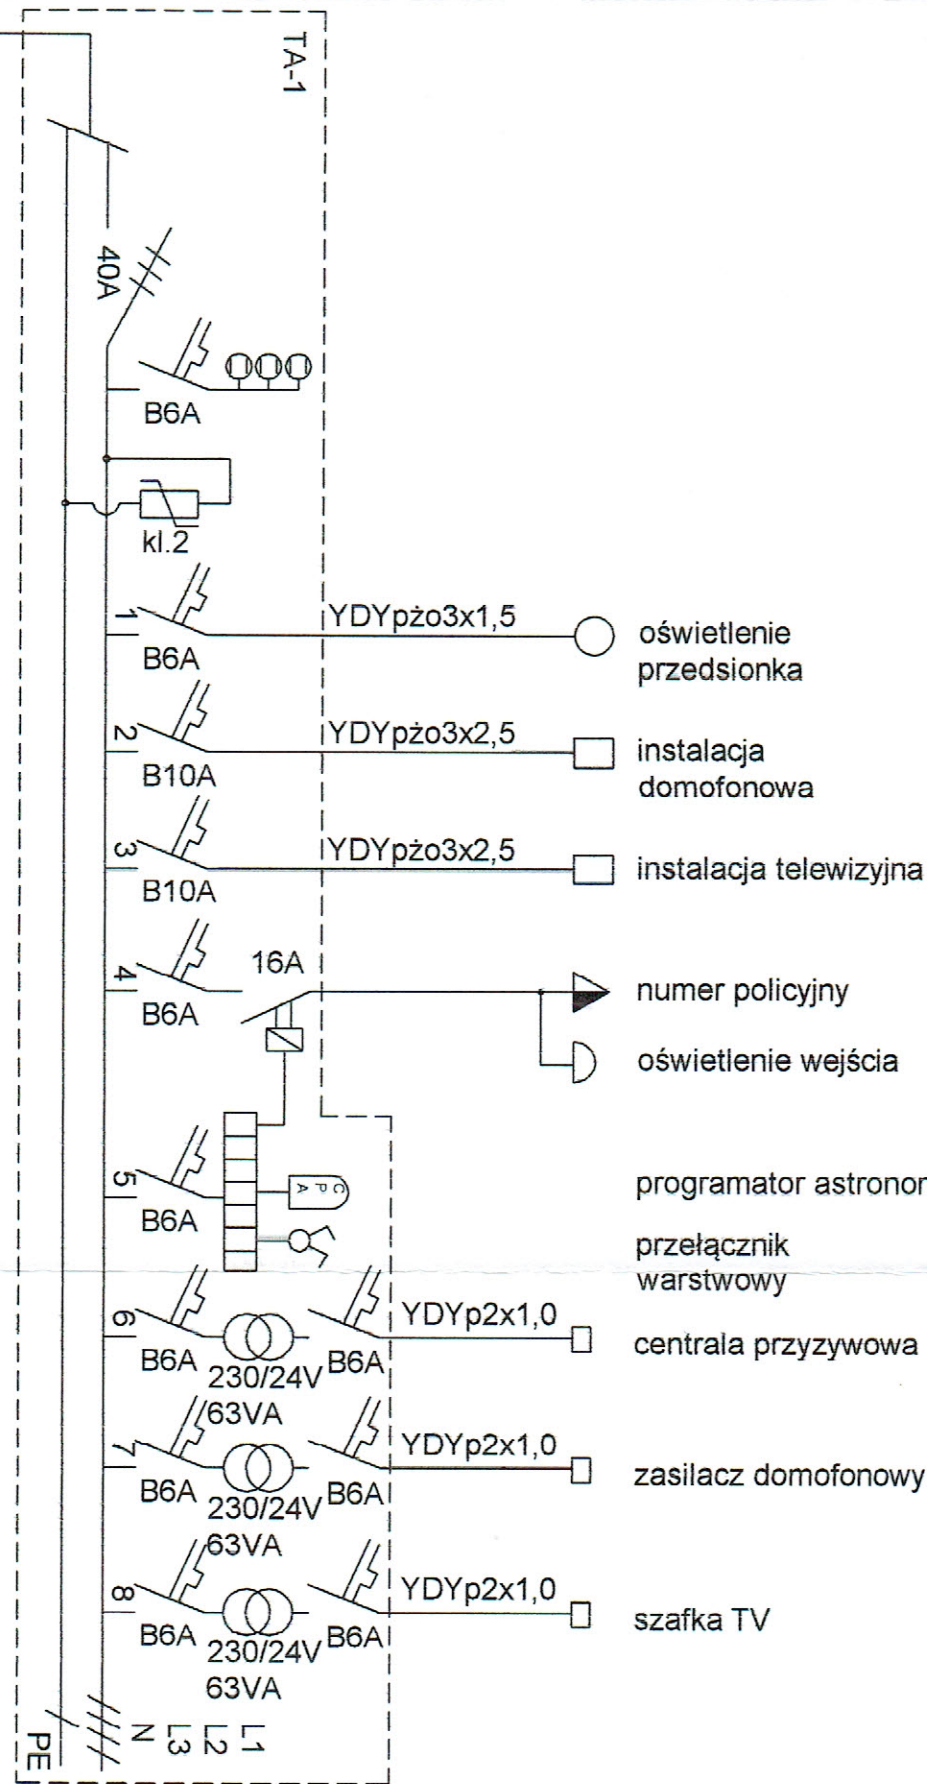 TA-1
40A
B6A
kl.2
1
B6A
YDYpżo3x1,5
oświetlenie
przedsionka
2
B10A
YDYpżo3x2,5
instalacja
domofonowa
3
B10A
YDYpżo3x2,5
instalacja telewizyjna
4
B6A
16A
numer policyjny
oświetlenie wejścia
5
B6A
CPA
programator astronor
przełącznik
warstwowy
6
B6A
230/24V
63VA
B6A
YDYp2x1,0
centrala przyzywowa
7
B6A
230/24V
63VA
B6A
YDYp2x1,0
zasilacz domofonowy
8
B6A
230/24V
63VA
B6A
YDYp2x1,0
szafka TV
PE
N
L3
L2
L1